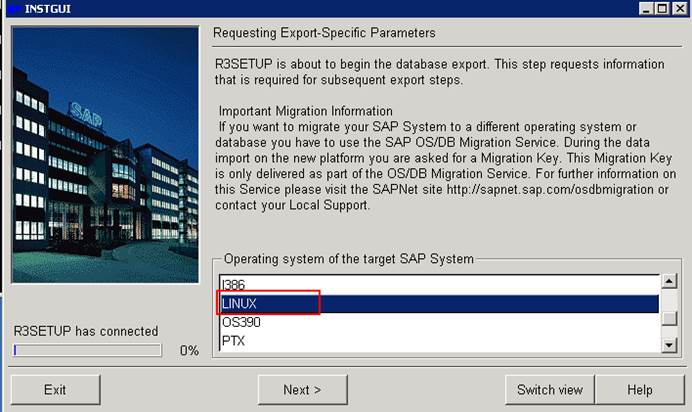 INSTGUI
Requesting Export-Specific Parameters
R3SETUP is about to begin the database export. This step requests information
that is required for subsequent export steps.
Important Migration Information
If you want to migrate your SAP System to a different operating system or
database you have to use the SAP OS/DB Migration Service. During the data
import on the new platform you are asked for a Migration Key. This Migration Key
is only delivered as part of the OS/DB Migration Service. For further information on
this Service please visit the SAPNet site http://sapnet.sap.com/osdbmigration or
contact your Local Support.
SAP
Operating system of the target SAP System
I386
LINUX
OS390
PTX
R3SETUP has connected
0%
Exit
Next >
Switch view
Help